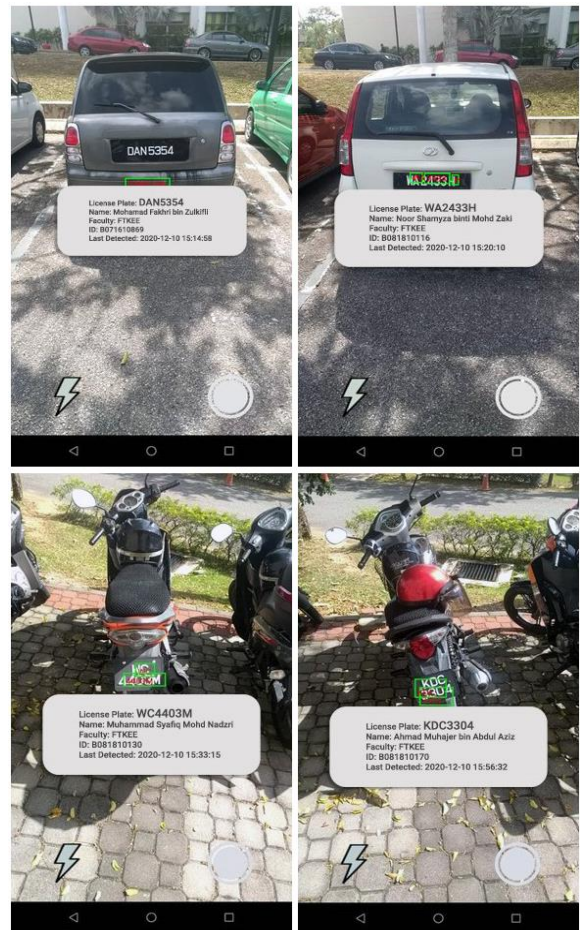 DAN 5354
License Plate: DAN5354
Name: Mohamad Fakhri bin Zulkifli
Faculty: FTKEE
ID: B071610869
Last Detected: 2020-12-10 15:14:58
WA2433H
License Plate: WA2433H
Name: Noor Shamyza binti Mohd Zaki
Faculty: FTKEE
ID: B081810116
Last Detected: 2020-12-10 15:20:10
License Plate: WC4403M
Name: Muhammad Syafiq Mohd Nadzri
Faculty: FTKEE
ID: B081810130
Last Detected: 2020-12-10 15:33:15
KDC
3304
License Plate: KDC3304
Name: Ahmad Muhajer bin Abdul Aziz
Faculty: FTKEE
ID: B081810170
Last Detected: 2020-12-10 15:56:32